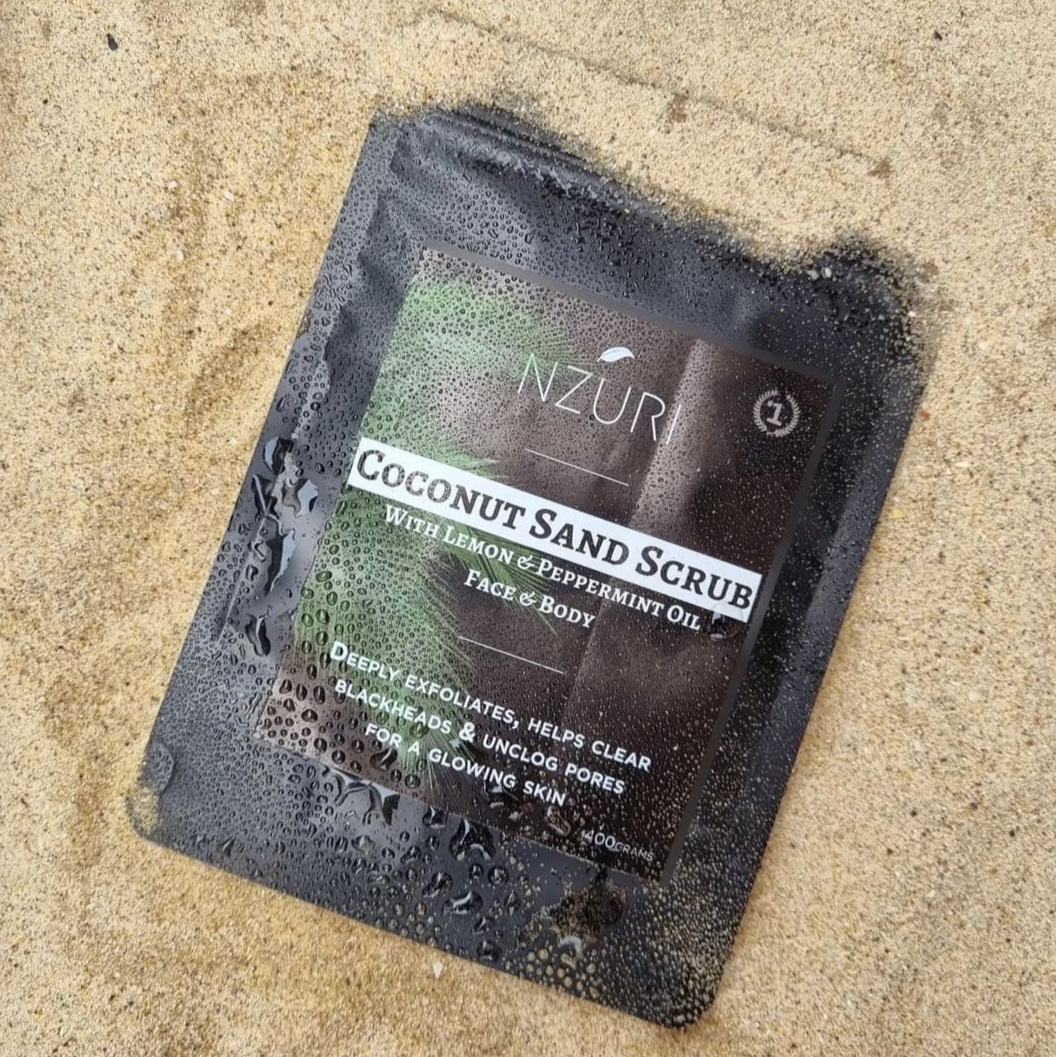 NZURI
1
Coconut Sand Scrub
With Lemon & Peppermint Oil
Face & Body
Deeply exfoliates, helps clear
blackheads & unclog pores
for a glowing skin
400grams